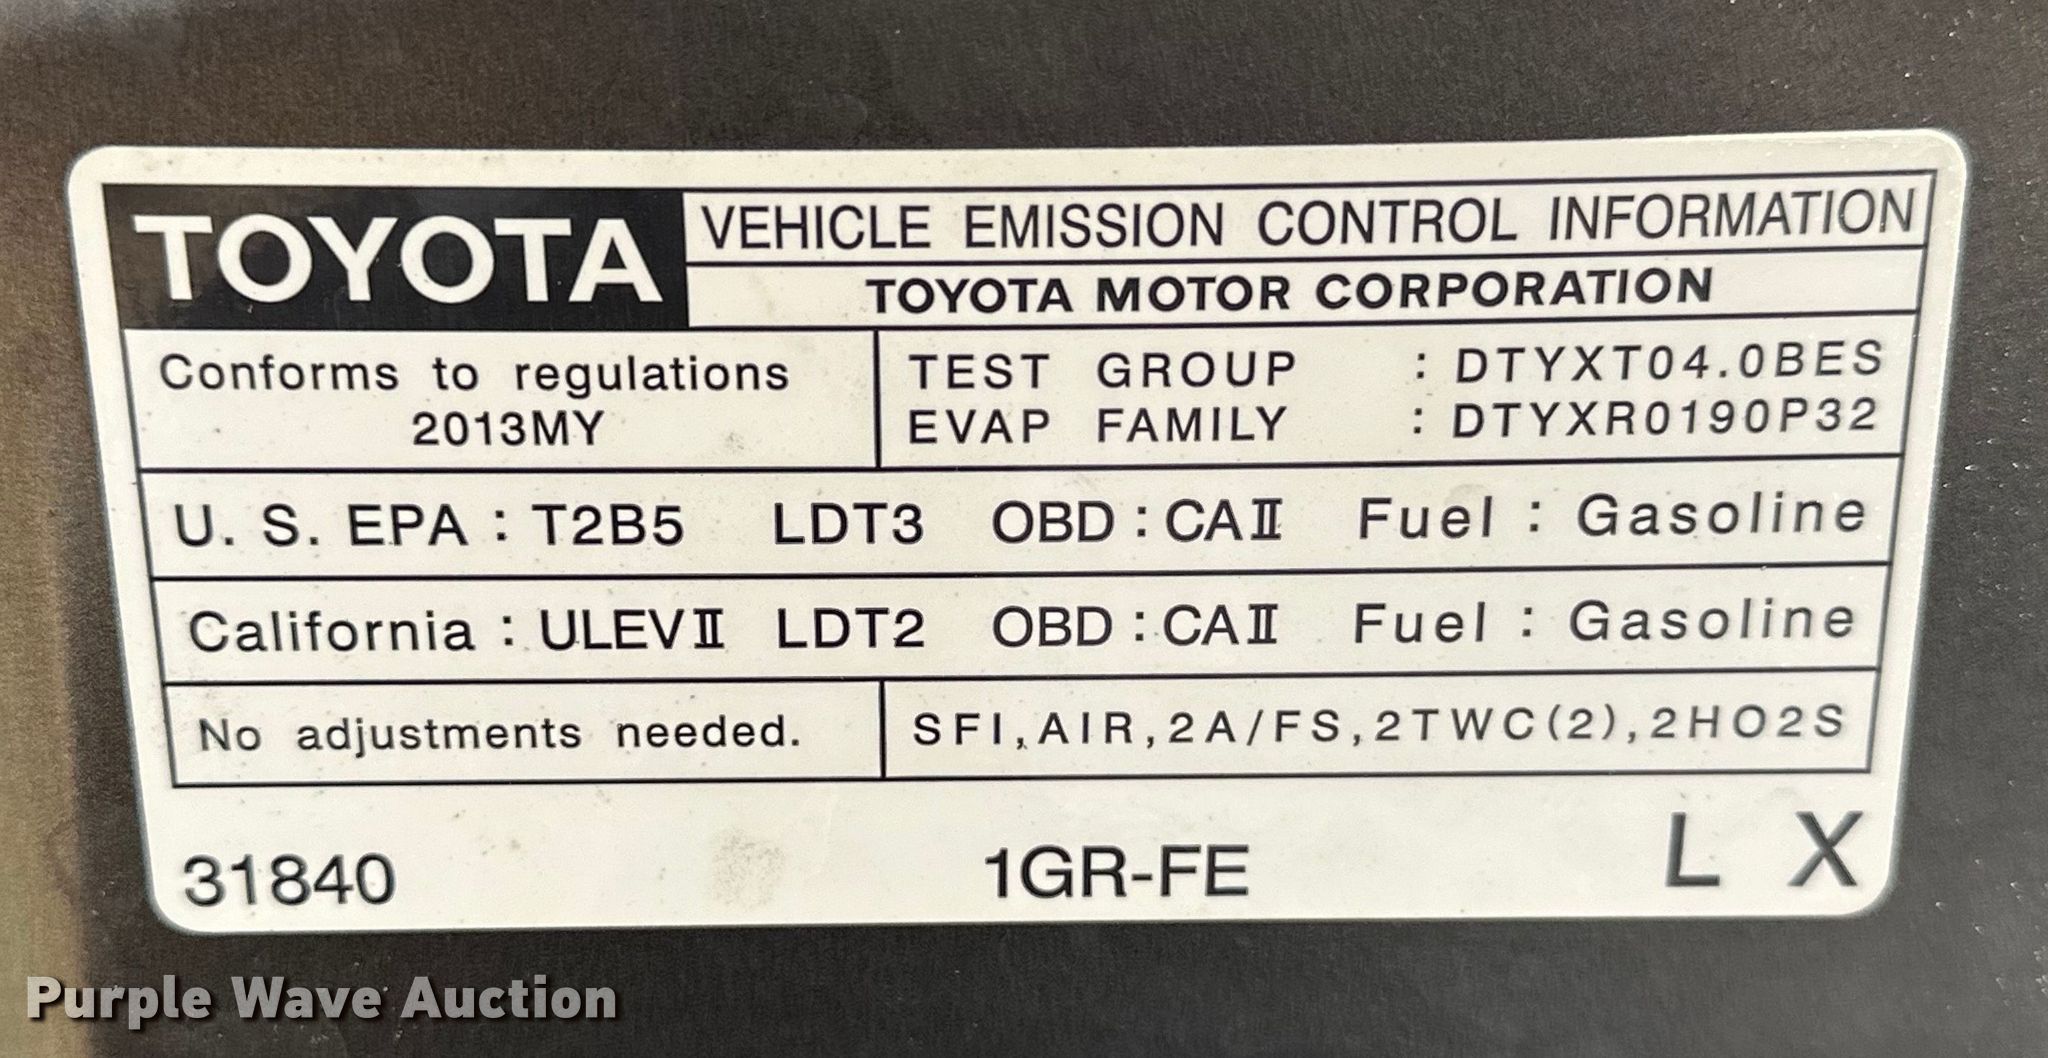 TOYOTA
VEHICLE EMISSION CONTROL INFORMATION
TOYOTA MOTOR CORPORATION
Conforms to regulations
2013MY
TEST GROUP : DTYXT04.0BES
EVAP FAMILY : DTYXR0190P32
U. S. EPA : T2B5 LDT3 OBD : CAⅡ Fuel : Gasoline
California : ULEVⅡ LDT2 OBD : CAⅡ Fuel : Gasoline
No adjustments needed.
SFI, AIR, 2A/FS, 2TWC(2), 2HO2S
31840 1GR-FE L X
Purple Wave Auction